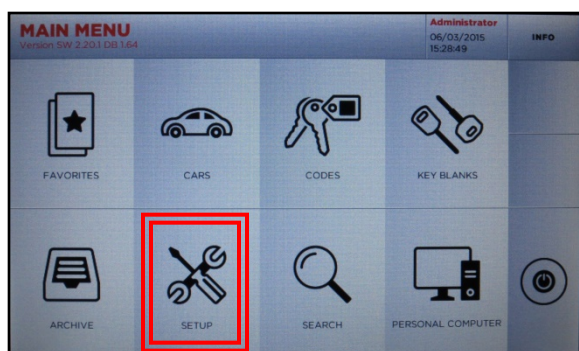 MAIN MENU
Version SW 2.20.1 DB 1.64
Administrator
06/03/2015
15:28:49
INFO
FAVORITES
CARS
CODES
KEY BLANKS
ARCHIVE
SETUP
SEARCH
PERSONAL COMPUTER